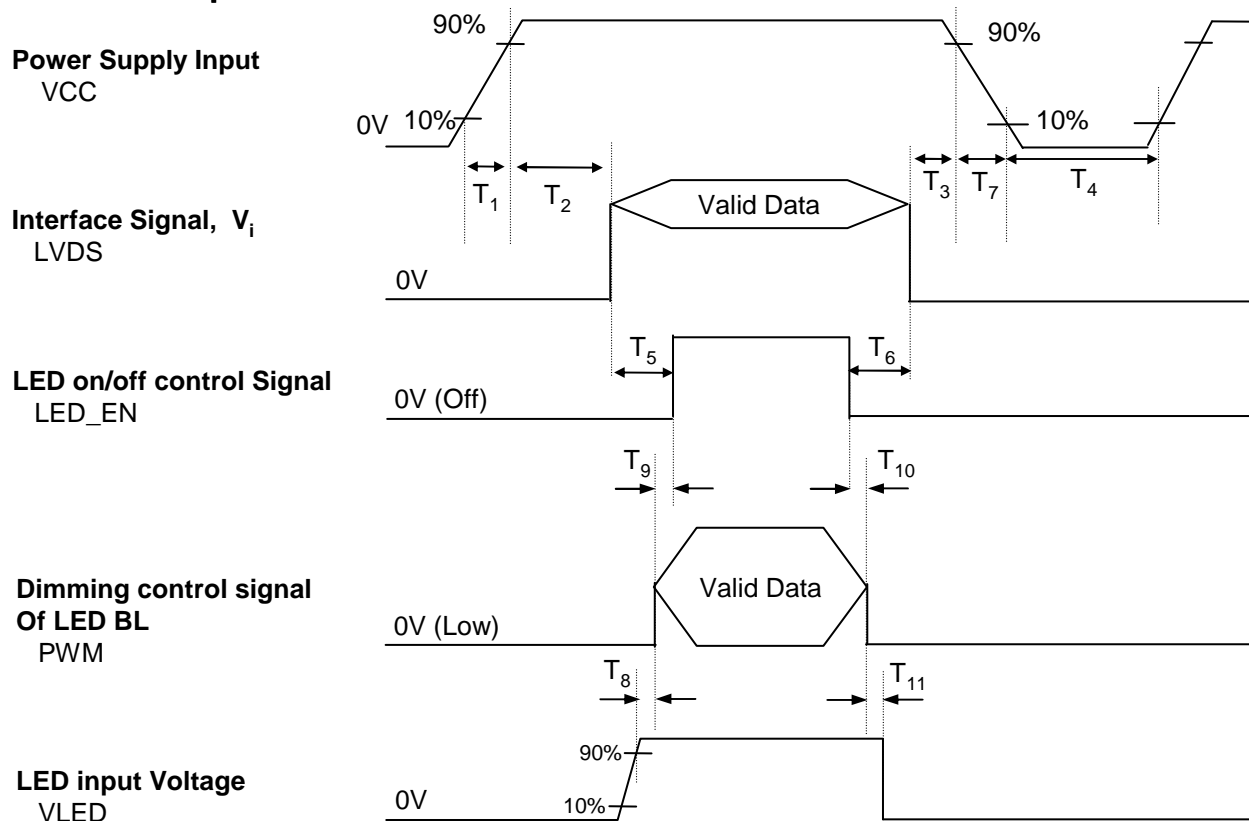 90%
90%
Power Supply Input
VCC
0V
10%
10%
T1
T2
T3
T7
T4
Interface Signal, Vi
LVDS
Valid Data
0V
T5
T6
LED on/off control Signal
LED_EN
0V (Off)
T9
T10
Dimming control signal
Of LED BL
PWM
Valid Data
0V (Low)
T8
T11
90%
LED input Voltage
VLED
0V
10%